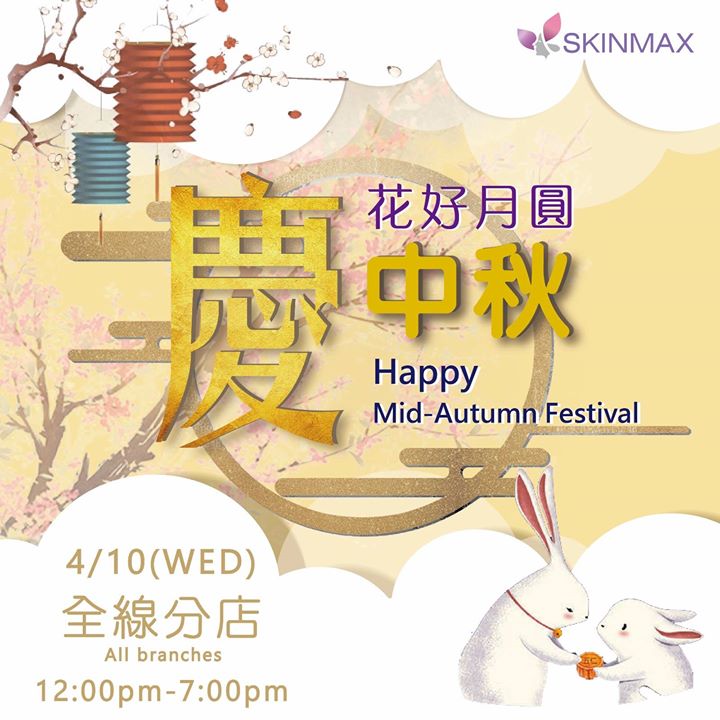 SKINMAX
慶
花好月圓
中秋
Happy
Mid-Autumn Festival
4/10(WED)
全線分店
All branches
12:00pm-7:00pm